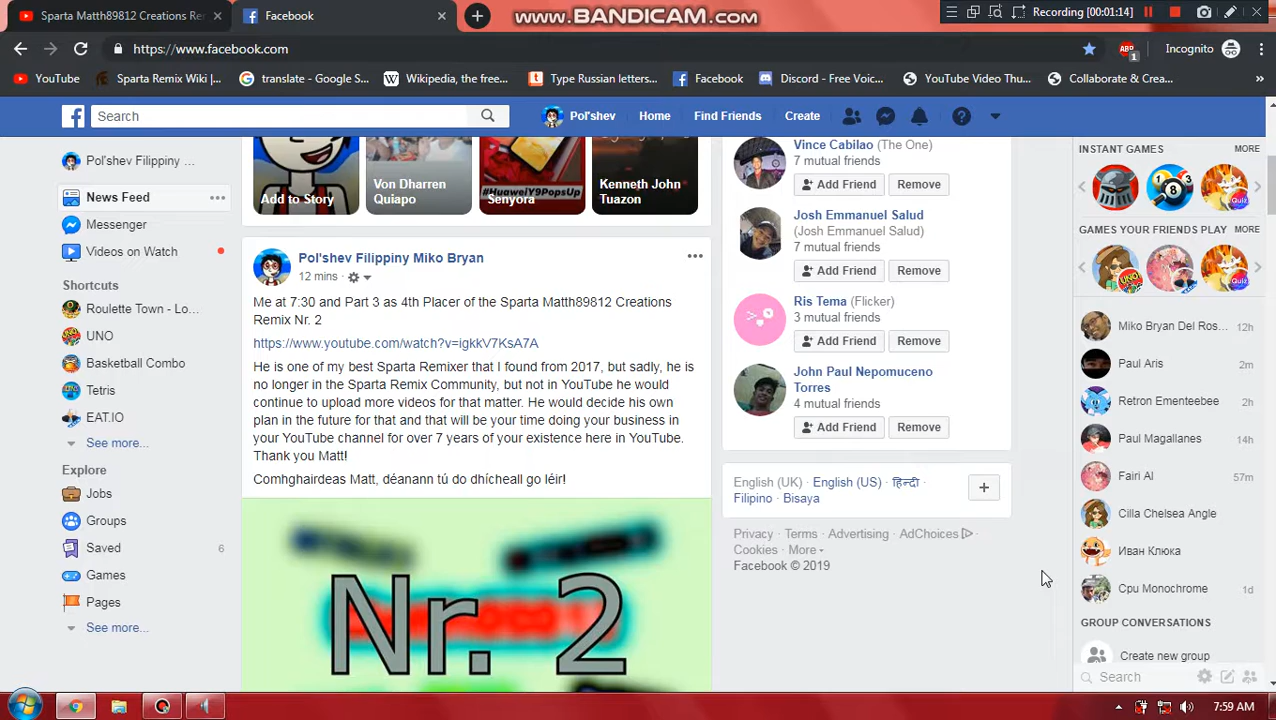 Sparta Matth89812 Creations Re
Facebook
www.BANDICAM.com
Recording [00:01:14]
https://www.facebook.com
Incognito
YouTube
Sparta Remix Wiki |...
translate - Google S...
Wikipedia, the free...
Type Russian letters...
Facebook
Discord - Free Voic...
YouTube Video Thu...
Collaborate & Crea...
Search
Pol'shev
Home
Find Friends
Create
Pol'shev Filippiny ...
News Feed
Messenger
Videos on Watch
Shortcuts
Roulette Town - Lo...
UNO
Basketball Combo
Tetris
EAT.IO
See more...
Explore
Jobs
Groups
Saved
6
Games
Pages
See more...
Add to Story
Von Dharren
Quiapo
#HuaweiY9PopsUp
Senyora
Kenneth John
Tuazon
Pol'shev Filippiny Miko Bryan
12 mins
Me at 7:30 and Part 3 as 4th Placer of the Sparta Matth89812 Creations
Remix Nr. 2
https://www.youtube.com/watch?v=igkkV7KsA7A
He is one of my best Sparta Remixer that I found from 2017, but sadly, he is
no longer in the Sparta Remix Community, but not in YouTube he would
continue to upload more videos for that matter. He would decide his own
plan in the future for that and that will be your time doing your business in
your YouTube channel for over 7 years of your existence here in YouTube.
Thank you Matt!
Comhghairdeas Matt, déanann tú do dhícheall go léir!
Nr. 2
Vince Cabilao (The One)
7 mutual friends
Add Friend
Remove
Josh Emmanuel Salud
(Josh Emmanuel Salud)
7 mutual friends
Add Friend
Remove
Ris Tema (Flicker)
3 mutual friends
Add Friend
Remove
John Paul Nepomuceno
Torres
4 mutual friends
Add Friend
Remove
English (UK) · English (US) · हिन्दी ·
Filipino · Bisaya
Privacy · Terms · Advertising · AdChoices ·
Cookies · More
Facebook © 2019
INSTANT GAMES
MORE
GAMES YOUR FRIENDS PLAY
MORE
Miko Bryan Del Ros...
12h
Paul Aris
2m
Retron Ementeebee
2h
Paul Magallanes
14h
Fairi Al
57m
Cilla Chelsea Angle
Иван Клюка
Cpu Monochrome
1d
GROUP CONVERSATIONS
Create new group
Search
7:59 AM